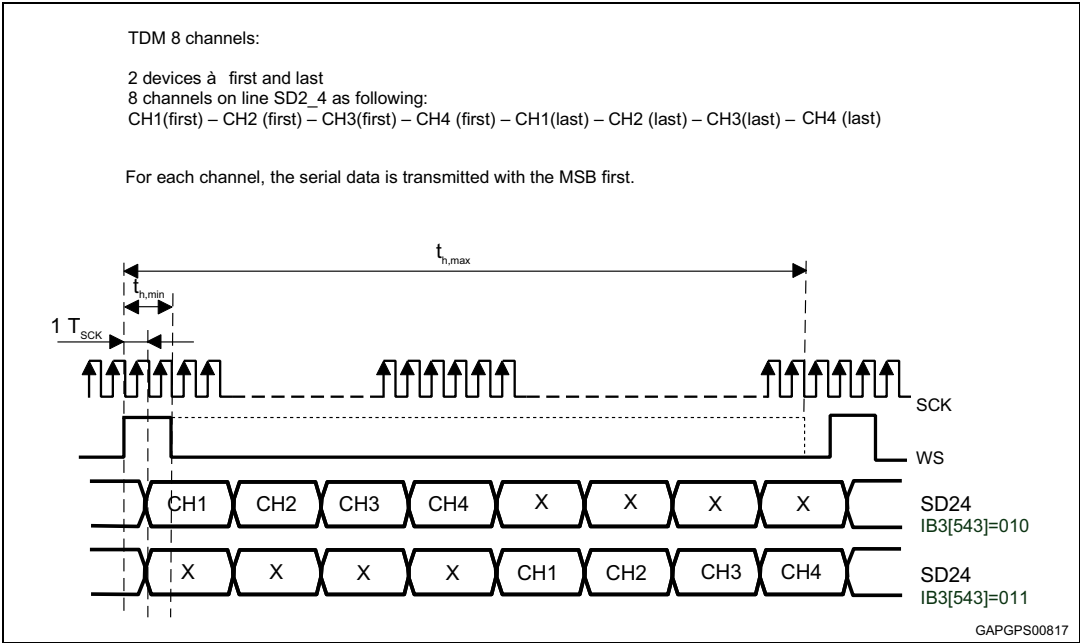 TDM 8 channels:
2 devices à first and last
8 channels on line SD2_4 as following:
CH1(first) – CH2 (first) – CH3(first) – CH4 (first) – CH1(last) – CH2 (last) – CH3(last) – CH4 (last)
For each channel, the serial data is transmitted with the MSB first.
th,max
th,min
1 TSCK
SCK
WS
CH1 CH2 CH3 CH4 X X X X SD24
IB3[543]=010
X X X X CH1 CH2 CH3 CH4 SD24
IB3[543]=011
GAPGPS00817